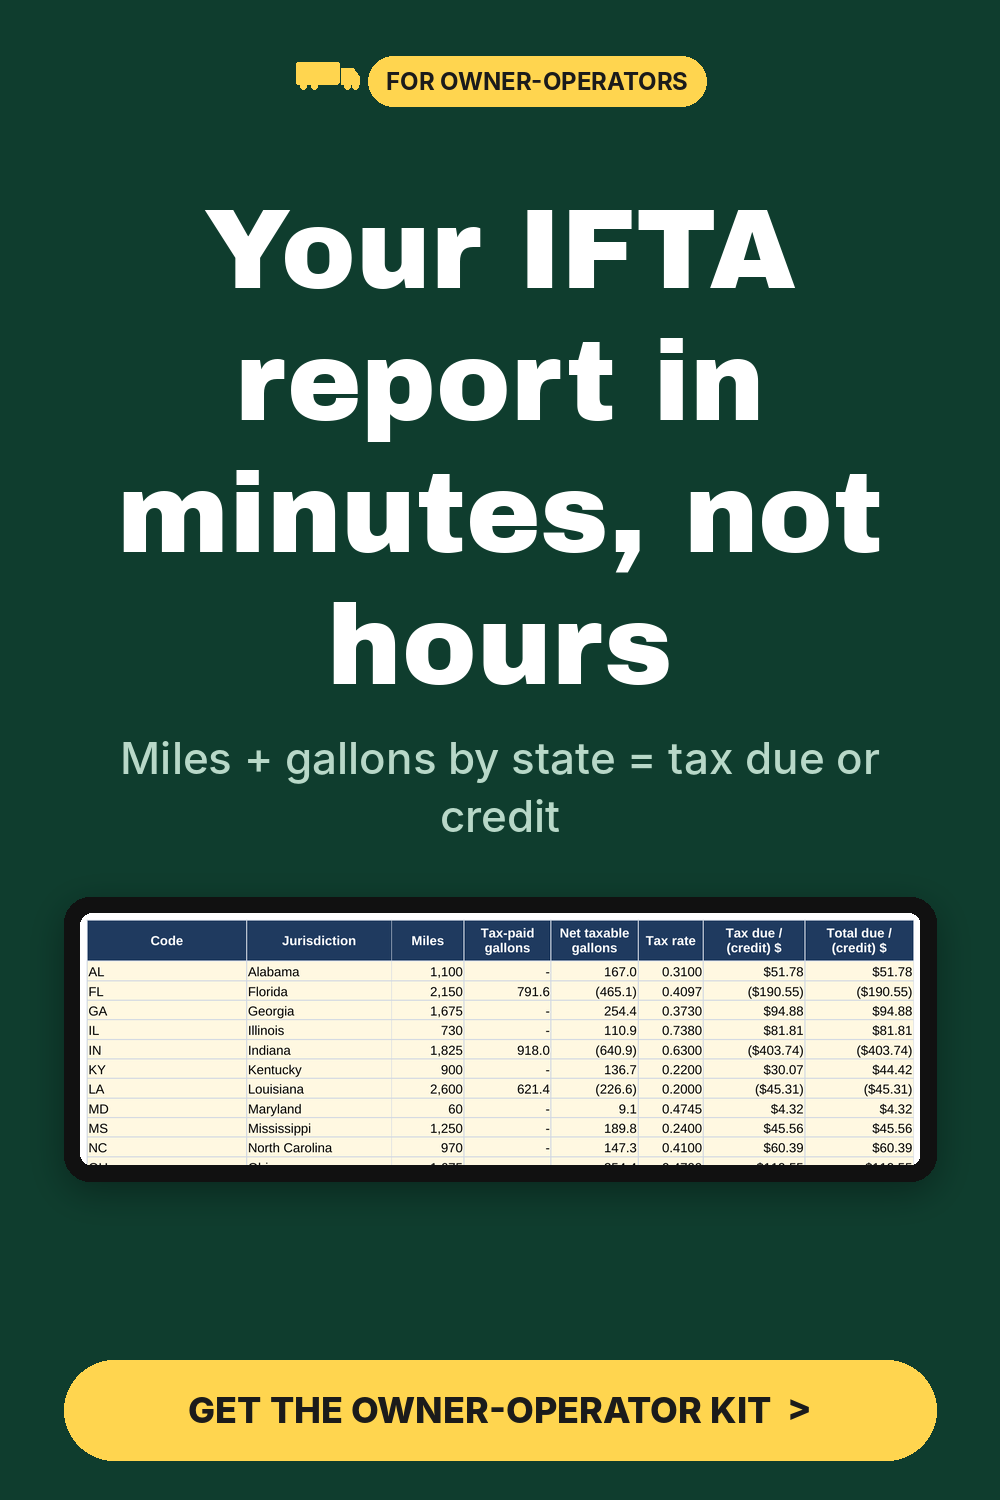 FOR OWNER-OPERATORS
Your IFTA
report in
minutes, not
hours
Miles + gallons by state = tax due or
credit
Code Jurisdiction Miles Tax-paid gallons Net taxable gallons Tax rate Tax due / (credit) $ Total due / (credit) $
AL Alabama 1,100 - 167.0 0.3100 $51.78 $51.78
FL Florida 2,150 791.6 (465.1) 0.4097 ($190.55) ($190.55)
GA Georgia 1,675 - 254.4 0.3730 $94.88 $94.88
IL Illinois 730 - 110.9 0.7380 $81.81 $81.81
IN Indiana 1,825 918.0 (640.9) 0.6300 ($403.74) ($403.74)
KY Kentucky 900 - 136.7 0.2200 $30.07 $44.42
LA Louisiana 2,600 621.4 (226.6) 0.2000 ($45.31) ($45.31)
MD Maryland 60 - 9.1 0.4745 $4.32 $4.32
MS Mississippi 1,250 - 189.8 0.2400 $45.56 $45.56
NC North Carolina 970 - 147.3 0.4100 $60.39 $60.39
GET THE OWNER-OPERATOR KIT >